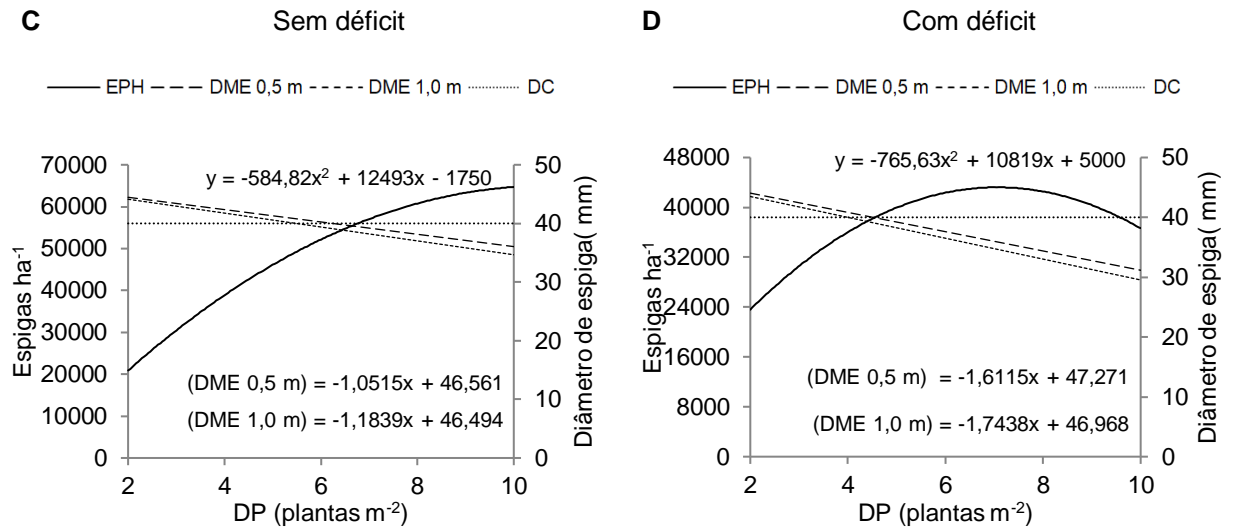 C Sem déficit
EPH DME 0,5 m DME 1,0 m DC
y = -584,82x² + 12493x - 1750
Espigas ha⁻¹
70000
60000
50000
40000
30000
20000
10000
0
50
40
30
20
10
0
Diâmetro de espiga( mm)
(DME 0,5 m) = -1,0515x + 46,561
(DME 1,0 m) = -1,1839x + 46,494
2 4 6 8 10
DP (plantas m⁻²)
D Com déficit
EPH DME 0,5 m DME 1,0 m DC
y = -765,63x² + 10819x + 5000
Espigas ha⁻¹
48000
40000
32000
24000
16000
8000
0
50
40
30
20
10
0
Diâmetro de espiga( mm)
(DME 0,5 m) = -1,6115x + 47,271
(DME 1,0 m) = -1,7438x + 46,968
2 4 6 8 10
DP (plantas m⁻²)